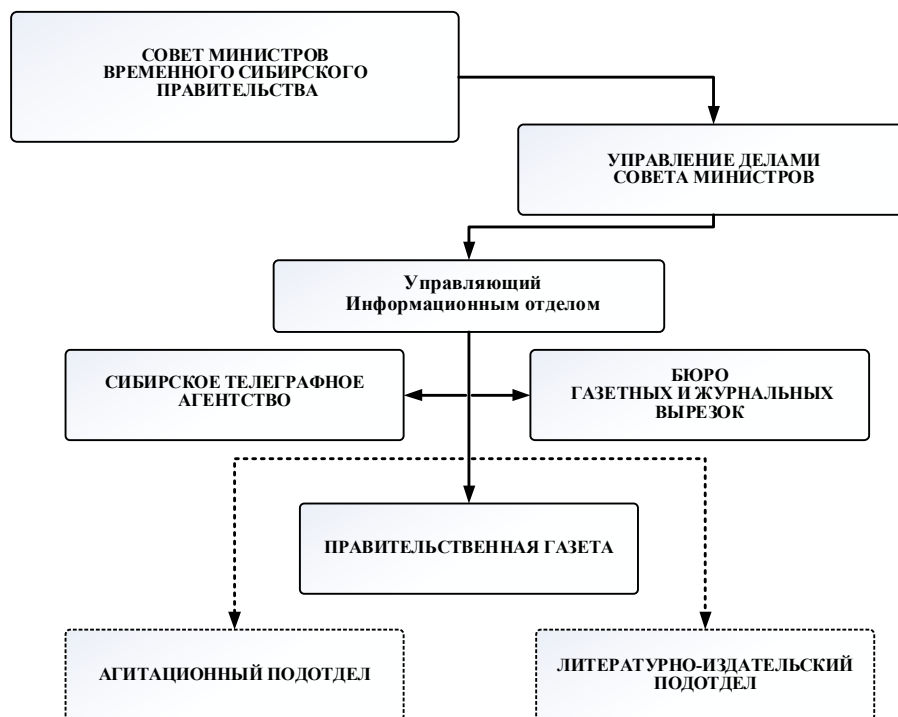 СОВЕТ МИНИСТРОВ
ВРЕМЕННОГО СИБИРСКОГО
ПРАВИТЕЛЬСТВА
УПРАВЛЕНИЕ ДЕЛАМИ
СОВЕТА МИНИСТРОВ
Управляющий
Информационным отделом
СИБИРСКОЕ ТЕЛЕГРАФНОЕ
АГЕНТСТВО
БЮРО
ГАЗЕТНЫХ И ЖУРНАЛЬНЫХ
ВЫРЕЗОК
ПРАВИТЕЛЬСТВЕННАЯ ГАЗЕТА
АГИТАЦИОННЫЙ ПОДОТДЕЛ
ЛИТЕРАТУРНО-ИЗДАТЕЛЬСКИЙ
ПОДОТДЕЛ